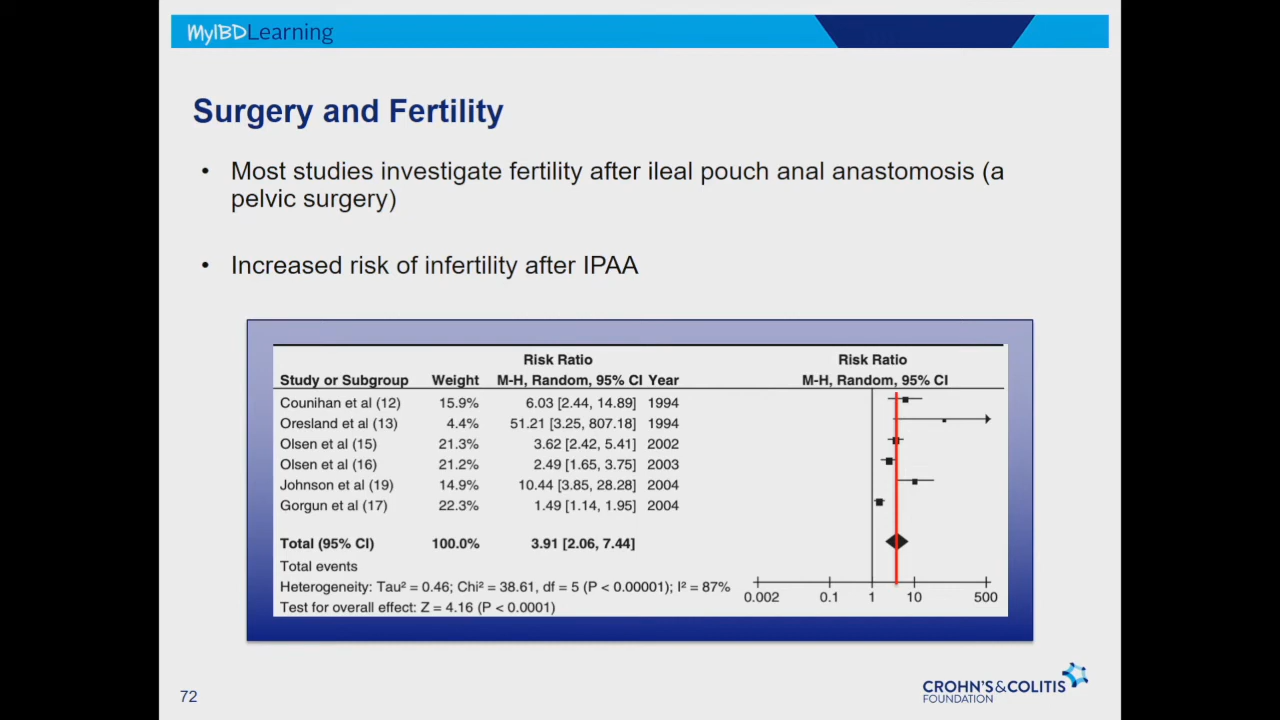 MyIBDLearning
Surgery and Fertility
• Most studies investigate fertility after ileal pouch anal anastomosis (a
pelvic surgery)
• Increased risk of infertility after IPAA
Risk Ratio Risk Ratio
Study or Subgroup Weight M-H, Random, 95% CI Year M-H, Random, 95% CI
Counihan et al (12) 15.9% 6.03 [2.44, 14.89] 1994
Oresland et al (13) 4.4% 51.21 [3.25, 807.18] 1994
Olsen et al (15) 21.3% 3.62 [2.42, 5.41] 2002
Olsen et al (16) 21.2% 2.49 [1.65, 3.75] 2003
Johnson et al (19) 14.9% 10.44 [3.85, 28.28] 2004
Gorgun et al (17) 22.3% 1.49 [1.14, 1.95] 2004
Total (95% CI) 100.0% 3.91 [2.06, 7.44]
Total events
Heterogeneity: Tau² = 0.46; Chi² = 38.61, df = 5 (P < 0.00001); I² = 87%
Test for overall effect: Z = 4.16 (P < 0.0001)
0.002 0.1 1 10 500
72
CROHN'S&COLITIS
FOUNDATION